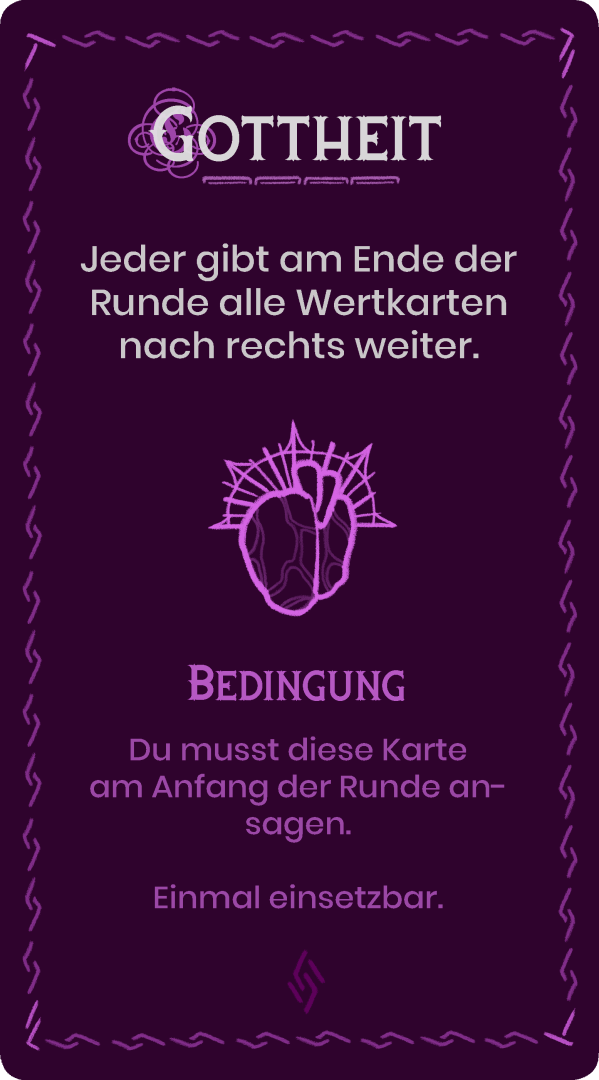 Gottheit
Jeder gibt am Ende der
Runde alle Wertkarten
nach rechts weiter.
Bedingung
Du musst diese Karte
am Anfang der Runde an-
sagen.
Einmal einsetzbar.